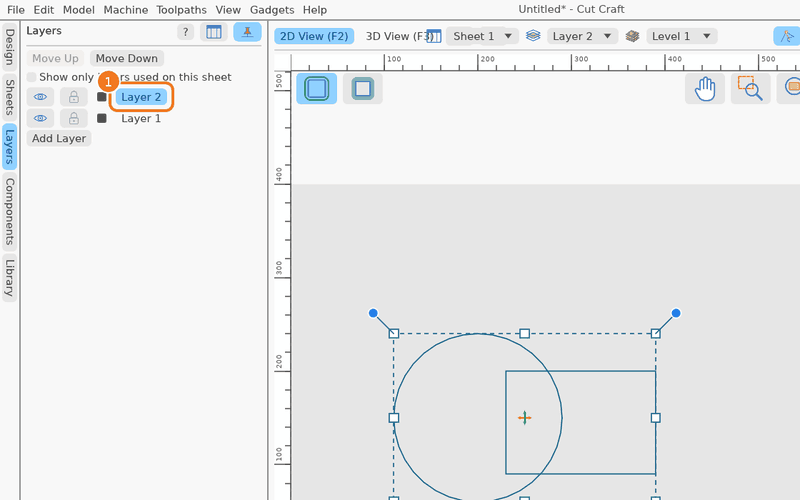 File Edit Model Machine Toolpaths View Gadgets Help Untitled* - Cut Craft
Layers ?
2D View (F2) 3D View (F3) Sheet 1 Layer 2 Level 1
Move Up Move Down
Show only
rs used on this sheet
1
Layer 2
Layer 1
Add Layer
Design
Sheets
Layers
Components
Library
100 200 300 400 500
500
400
300
200
100